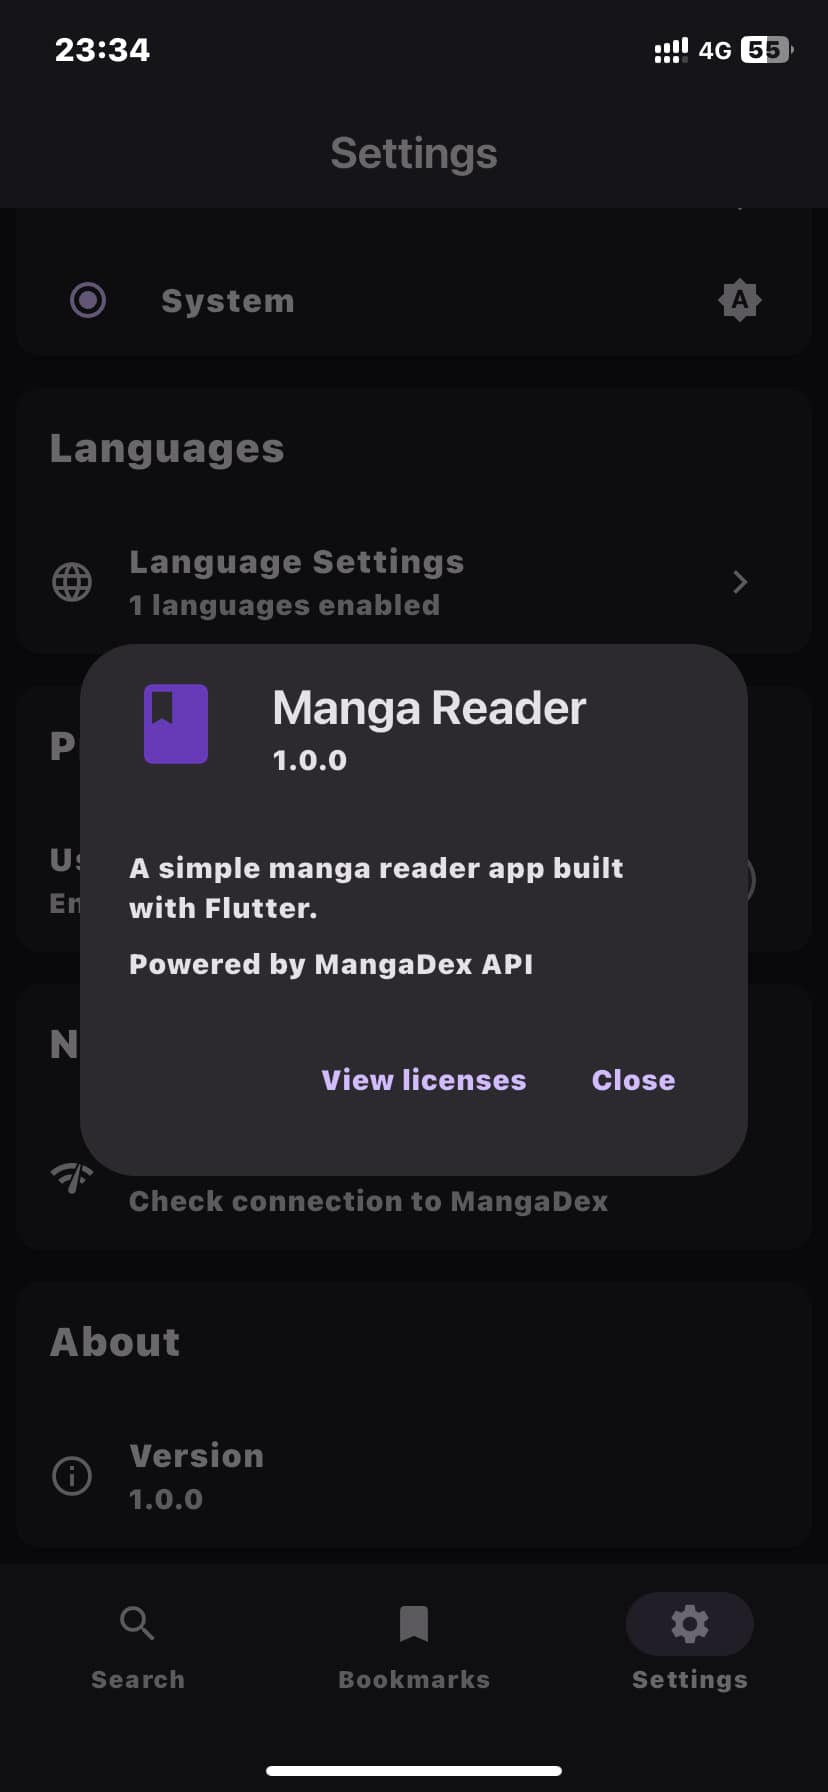 23:34
4G 55
Settings
System
A
Languages
Language Settings
1 languages enabled
Manga Reader
1.0.0
A simple manga reader app built
with Flutter.
Powered by MangaDex API
View licenses Close
Check connection to MangaDex
About
Version
1.0.0
Search Bookmarks Settings